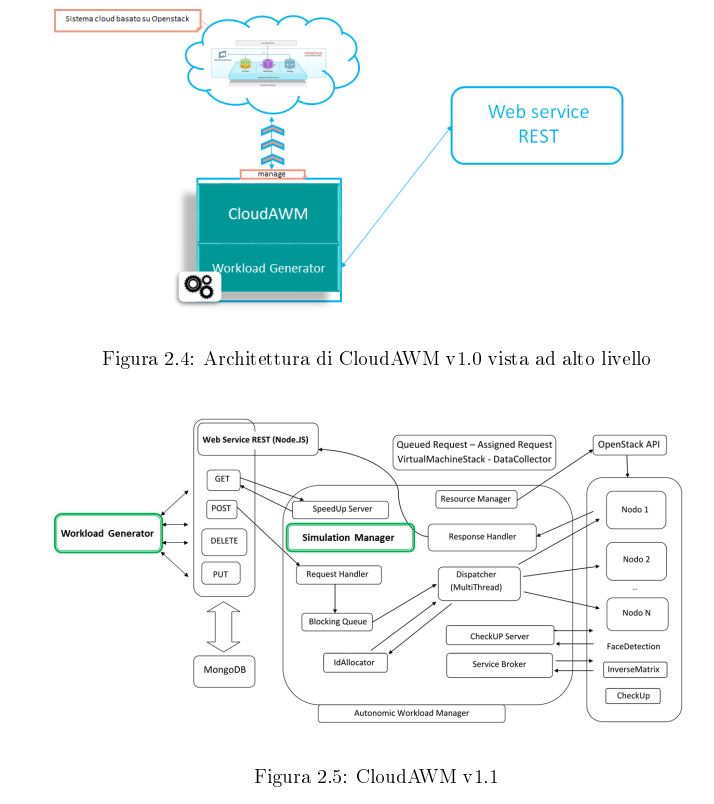 Sistema cloud basato su Openstack
manage
CloudAWM
Workload Generator
Web service
REST
Figura 2.4: Architettura di CloudAWM v1.0 vista ad alto livello
Web Service REST (Node.JS)
GET
POST
DELETE
PUT
Workload Generator
MongoDB
Queued Request – Assigned Request
VirtualMachineStack - DataCollector
OpenStack API
Resource Manager
SpeedUp Server
Simulation Manager
Response Handler
Request Handler
Dispatcher
(MultiThread)
Blocking Queue
IdAllocator
CheckUP Server
Service Broker
Autonomic Workload Manager
Nodo 1
Nodo 2
..
Nodo N
FaceDetection
InverseMatrix
CheckUp
Figura 2.5: CloudAWM v1.1